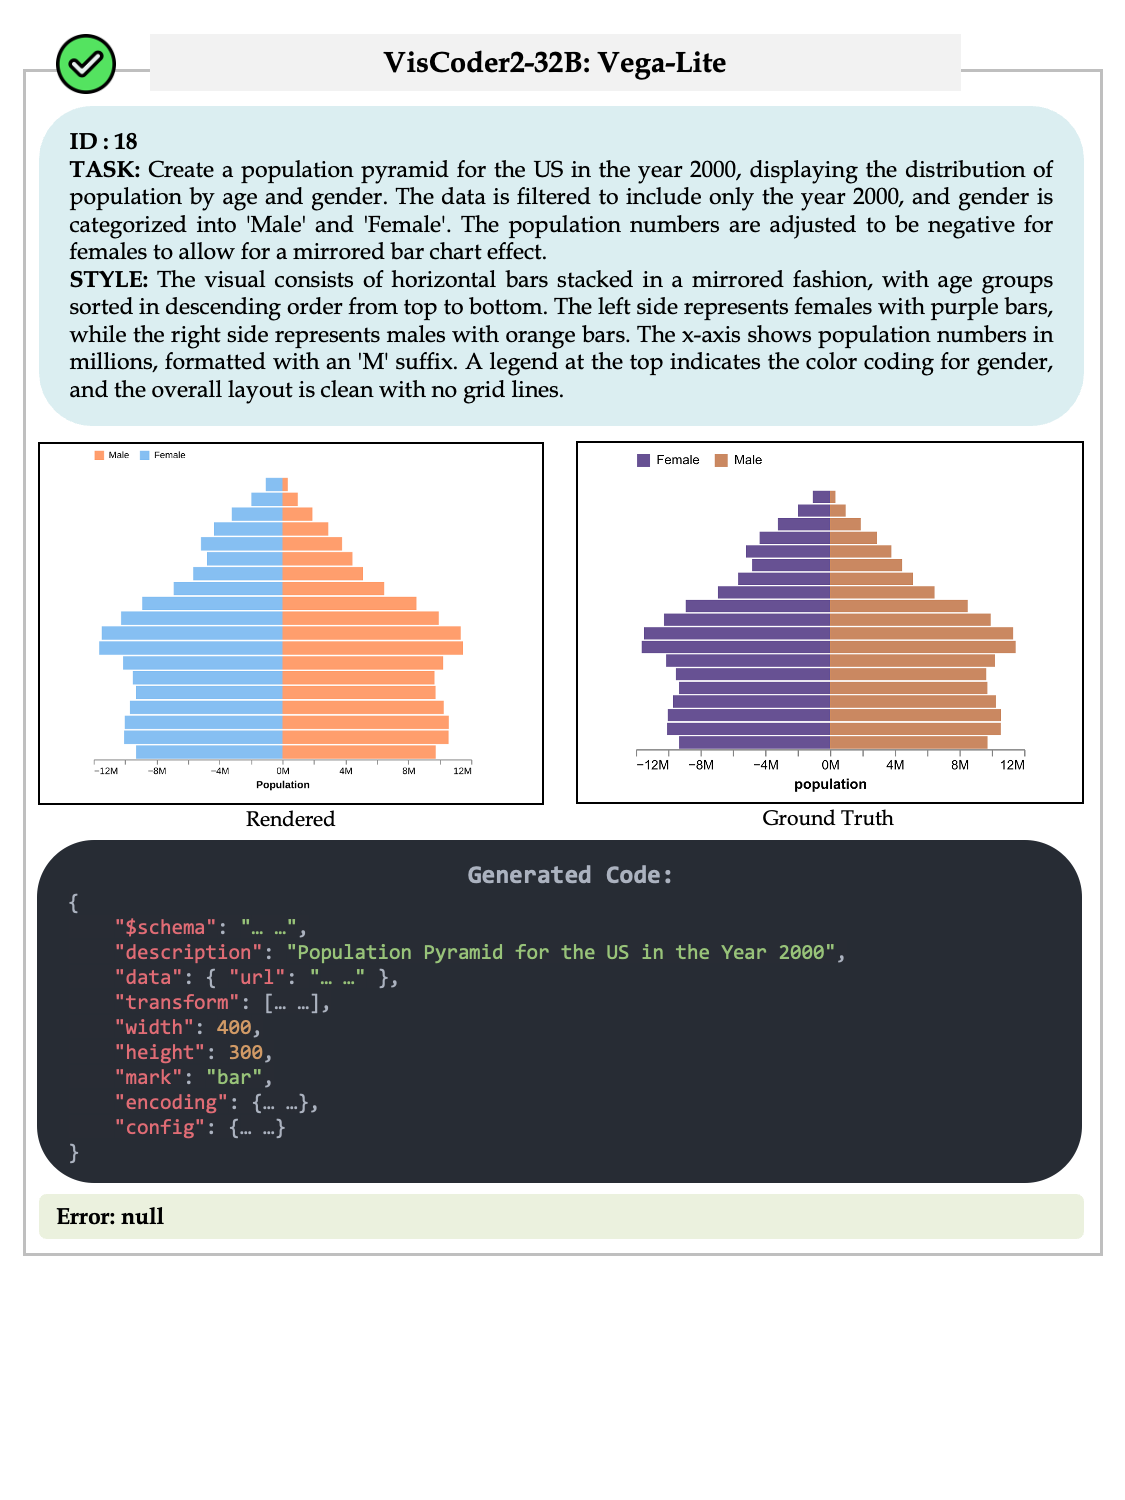 VisCoder2-32B: Vega-Lite
ID : 18
TASK: Create a population pyramid for the US in the year 2000, displaying the distribution of
population by age and gender. The data is filtered to include only the year 2000, and gender is
categorized into 'Male' and 'Female'. The population numbers are adjusted to be negative for
females to allow for a mirrored bar chart effect.
STYLE: The visual consists of horizontal bars stacked in a mirrored fashion, with age groups
sorted in descending order from top to bottom. The left side represents females with purple bars,
while the right side represents males with orange bars. The x-axis shows population numbers in
millions, formatted with an 'M' suffix. A legend at the top indicates the color coding for gender,
and the overall layout is clean with no grid lines.
Male Female
−12M −8M −4M 0M 4M 8M 12M
Population
Rendered
Female Male
−12M −8M −4M 0M 4M 8M 12M
population
Ground Truth
Generated Code:
{
"$schema": "… …",
"description": "Population Pyramid for the US in the Year 2000",
"data": { "url": "… …" },
"transform": [… …],
"width": 400,
"height": 300,
"mark": "bar",
"encoding": {… …},
"config": {… …}
}
Error: null